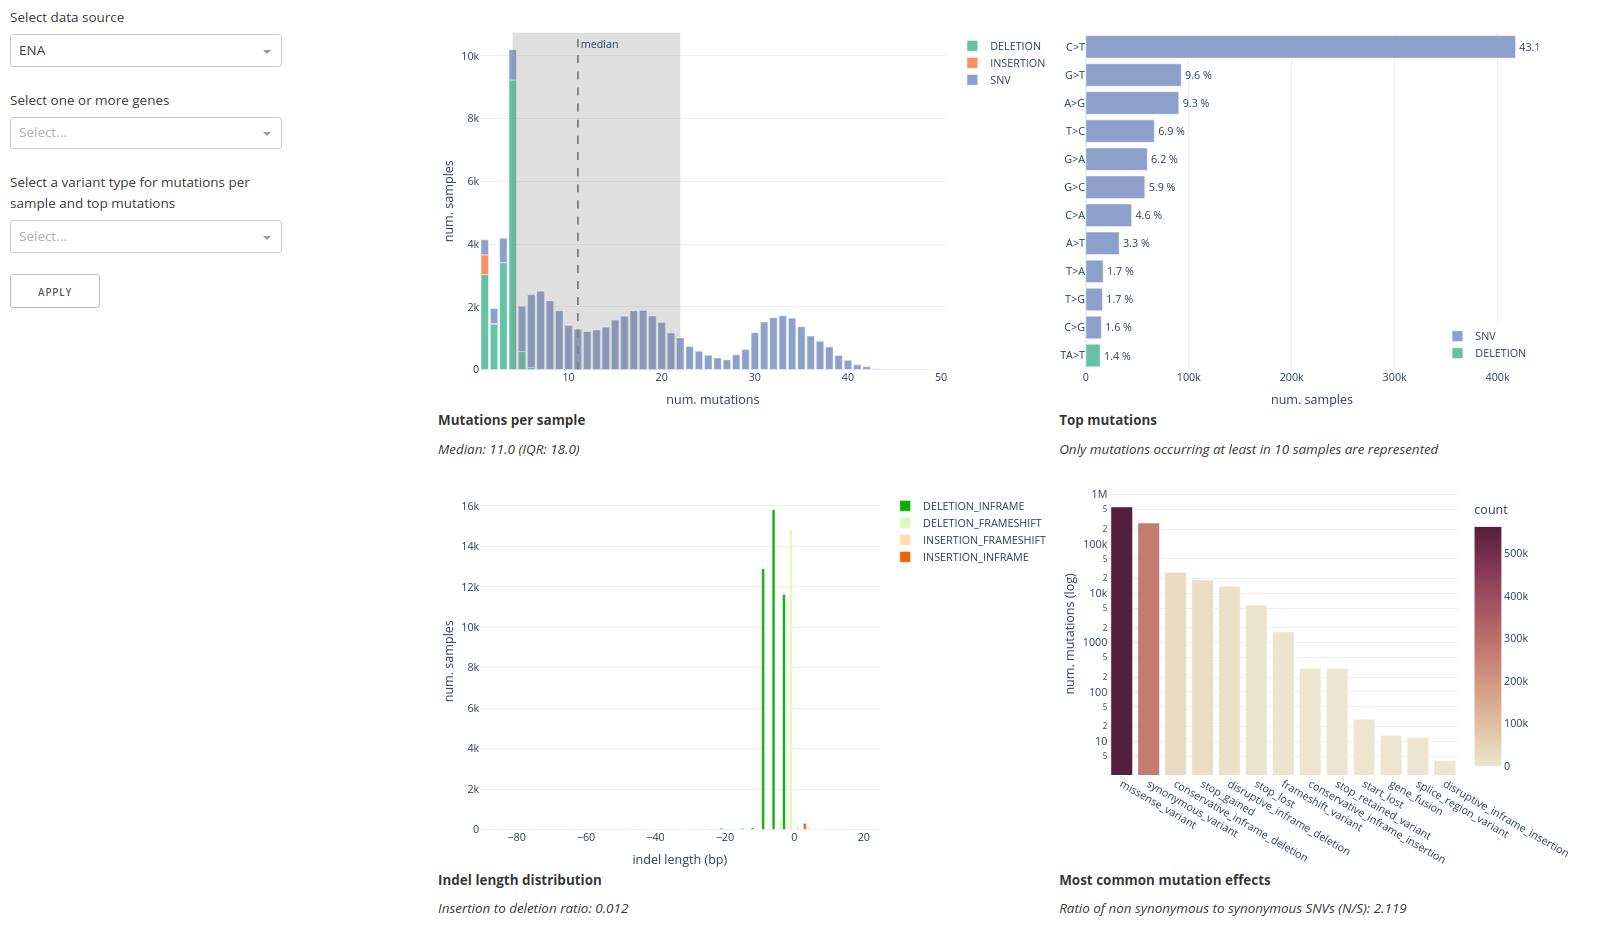 Select data source
ENA
Select one or more genes
Select...
Select a variant type for mutations per
sample and top mutations
Select...
APPLY
median
10k
8k
6k
4k
2k
0
num. samples
10
20
30
40
50
num. mutations
DELETION
INSERTION
SNV
Mutations per sample
Median: 11.0 (IQR: 18.0)
C>T
43.1
G>T
9.6 %
A>G
9.3 %
T>C
6.9 %
G>A
6.2 %
G>C
5.9 %
C>A
4.6 %
A>T
3.3 %
T>A
1.7 %
T>G
1.7 %
C>G
1.6 %
TA>T
1.4 %
SNV
DELETION
0
100k
200k
300k
400k
num. samples
Top mutations
Only mutations occurring at least in 10 samples are represented
16k
14k
12k
10k
8k
6k
4k
2k
0
num. samples
−80
−60
−40
−20
0
20
indel length (bp)
DELETION_INFRAME
DELETION_FRAMESHIFT
INSERTION_FRAMESHIFT
INSERTION_INFRAME
Indel length distribution
Insertion to deletion ratio: 0.012
1M
5
2
100k
5
2
10k
5
2
1000
5
2
100
5
2
10
5
num. mutations (log)
missense_variant
synonymous_variant
conservative_inframe_deletion
stop_gained
disruptive_inframe_deletion
stop_lost
frameshift_variant
conservative_inframe_insertion
stop_retained_variant
start_lost
gene_fusion
splice_region_variant
disruptive_inframe_insertion
count
500k
400k
300k
200k
100k
0
Most common mutation effects
Ratio of non synonymous to synonymous SNVs (N/S): 2.119